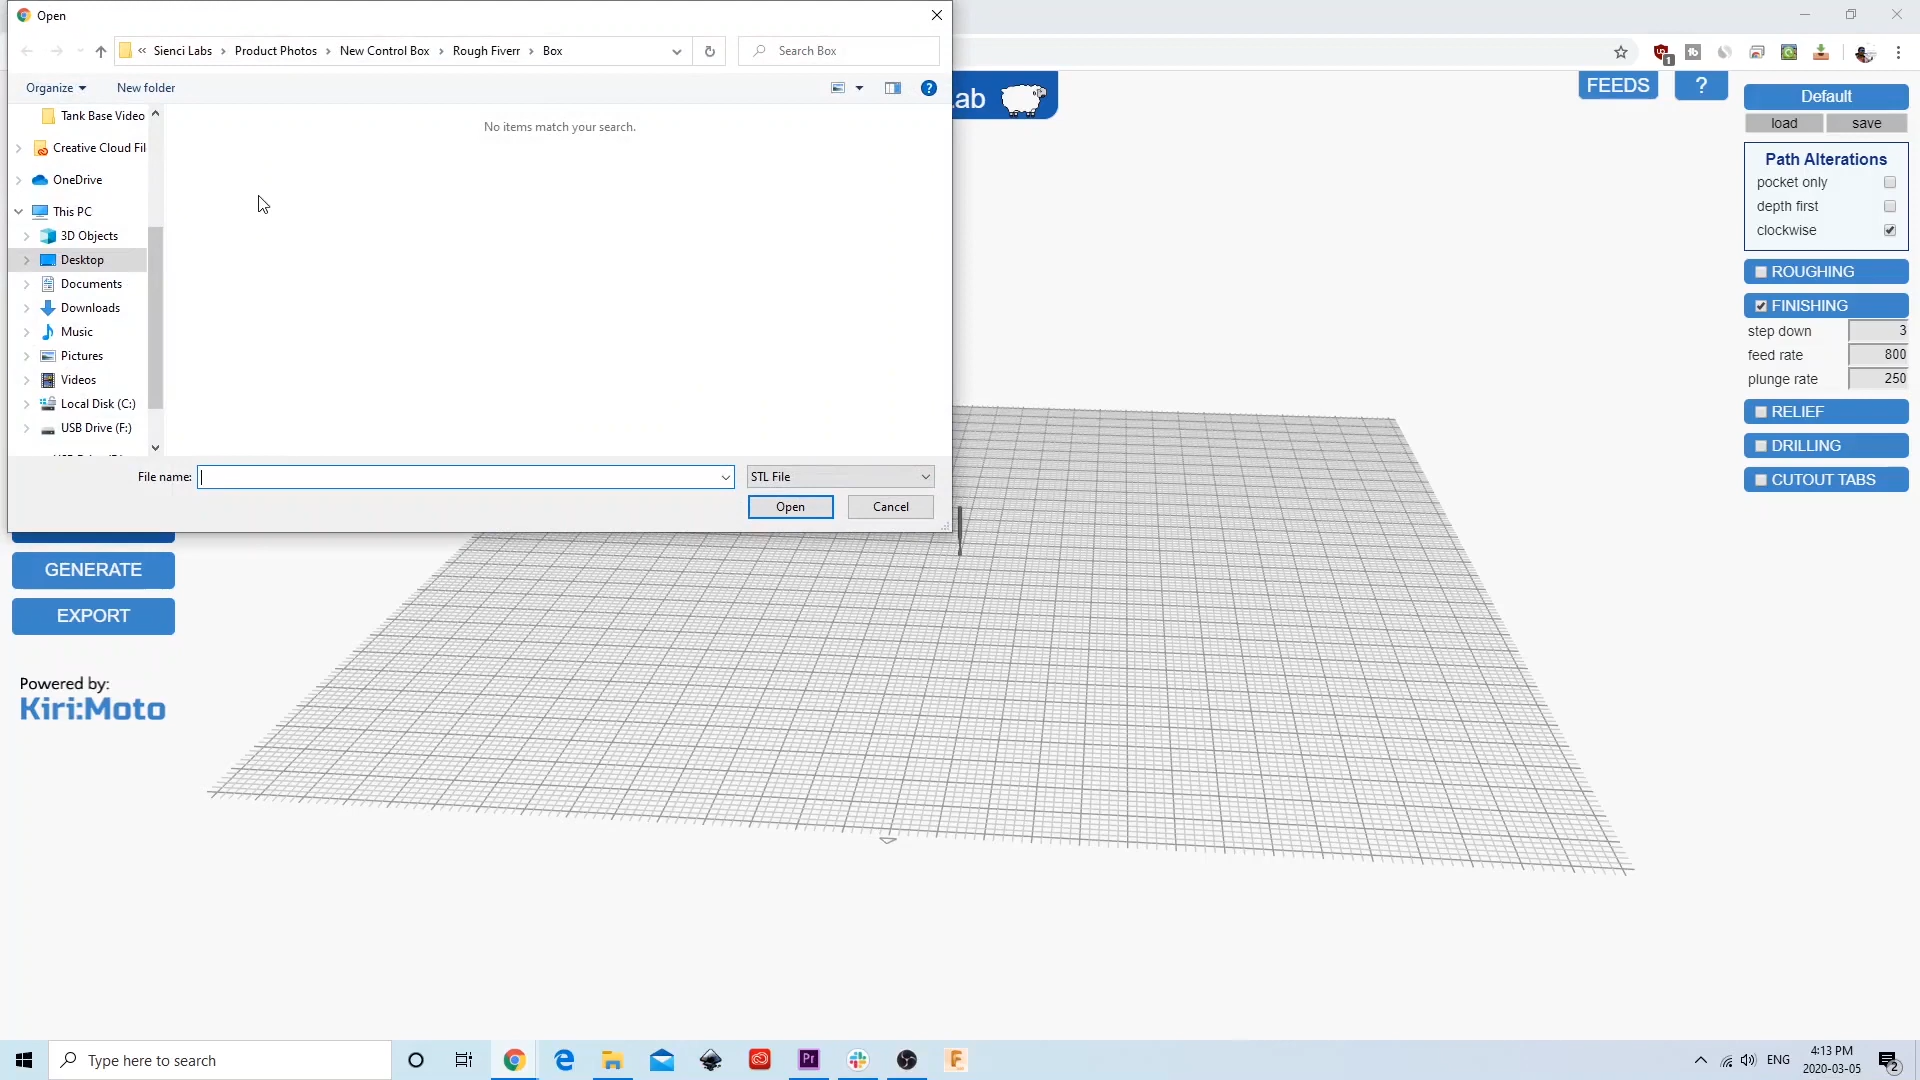 Open
« Sienci Labs › Product Photos › New Control Box › Rough Fiverr › Box
Search Box
Organize
New folder
?
Tank Base Video
Creative Cloud Fil
OneDrive
This PC
3D Objects
Desktop
Documents
Downloads
Music
Pictures
Videos
Local Disk (C:)
USB Drive (F:)
No items match your search.
File name:
STL File
Open
Cancel
ab
FEEDS
?
1
Default
load
save
Path Alterations
pocket only
depth first
clockwise
ROUGHING
FINISHING
step down 3
feed rate 800
plunge rate 250
RELIEF
DRILLING
CUTOUT TABS
GENERATE
EXPORT
Powered by:
Kiri:Moto
Type here to search
Pr
ENG
4:13 PM
2020-03-05
2